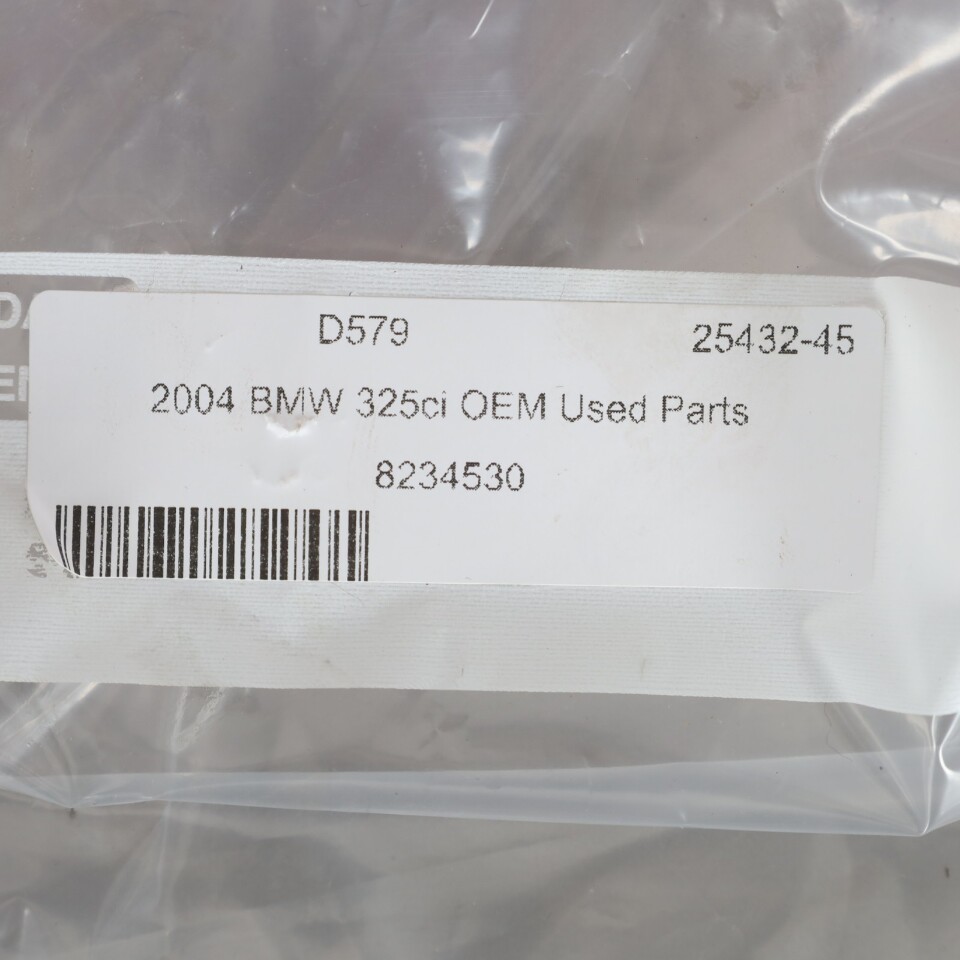 D579 25432-45
2004 BMW 325ci OEM Used Parts
8234530